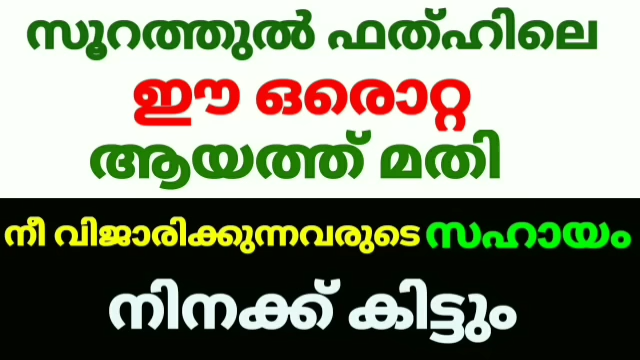 സൂറത്തുൽ ഫത്ഹിലെ
ഈ ഒരൊറ്റ
ആയത്ത് മതി
നീ വിജാരിക്കുന്നവരുടെ സഹായം
നിനക്ക് കിട്ടും